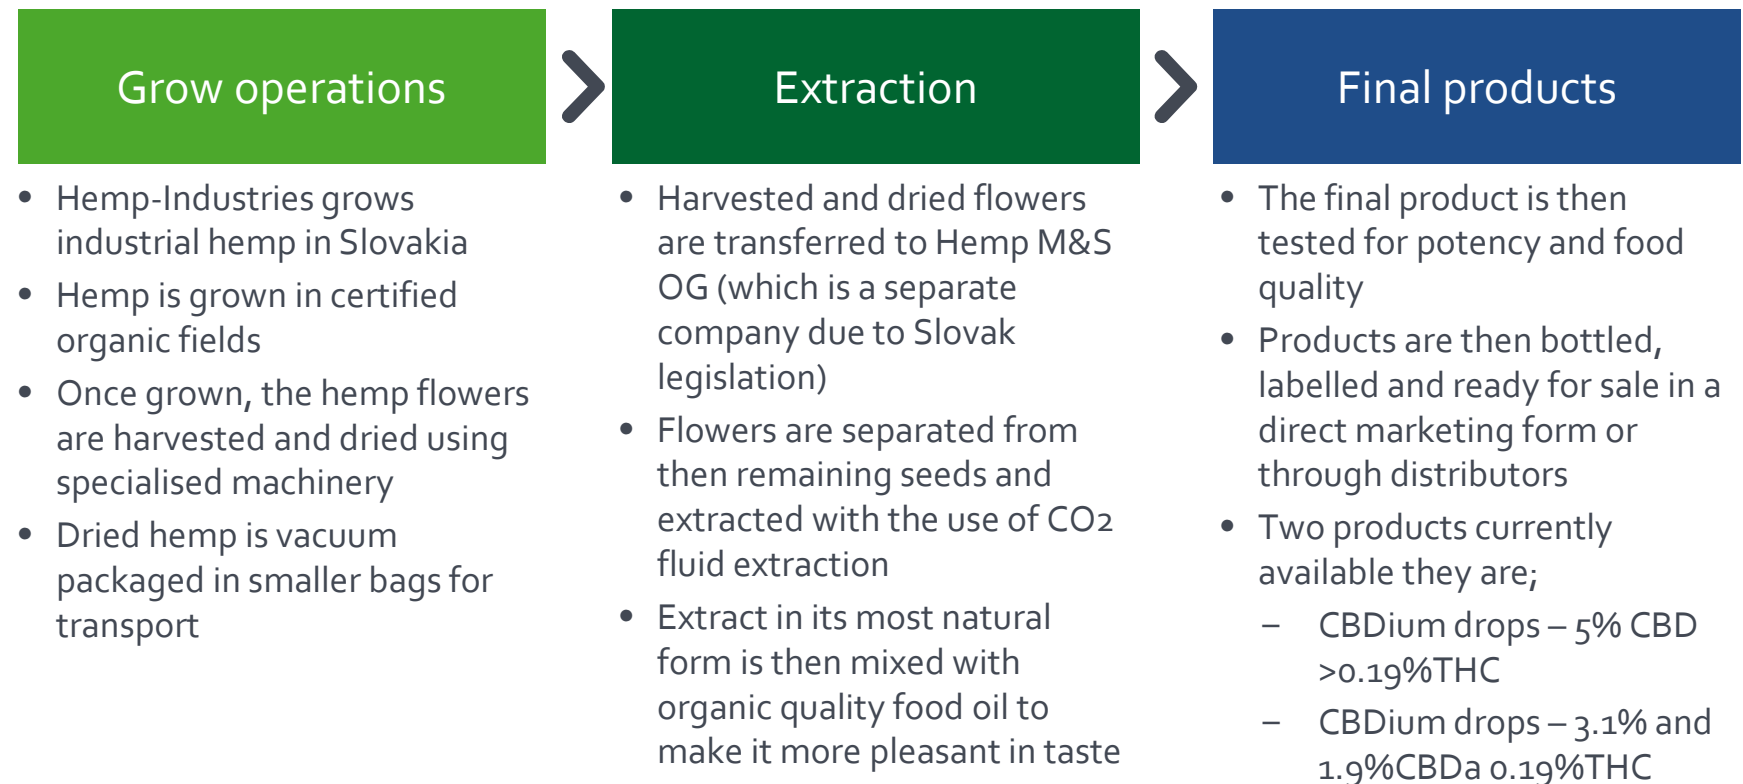 Grow operations
• Hemp-Industries grows
industrial hemp in Slovakia
• Hemp is grown in certified
organic fields
• Once grown, the hemp flowers
are harvested and dried using
specialised machinery
• Dried hemp is vacuum
packaged in smaller bags for
transport
Extraction
• Harvested and dried flowers
are transferred to Hemp M&S
OG (which is a separate
company due to Slovak
legislation)
• Flowers are separated from
then remaining seeds and
extracted with the use of CO2
fluid extraction
• Extract in its most natural
form is then mixed with
organic quality food oil to
make it more pleasant in taste
Final products
• The final product is then
tested for potency and food
quality
• Products are then bottled,
labelled and ready for sale in a
direct marketing form or
through distributors
• Two products currently
available they are;
– CBDium drops – 5% CBD
>0.19%THC
– CBDium drops – 3.1% and
1.9%CBDa 0.19%THC